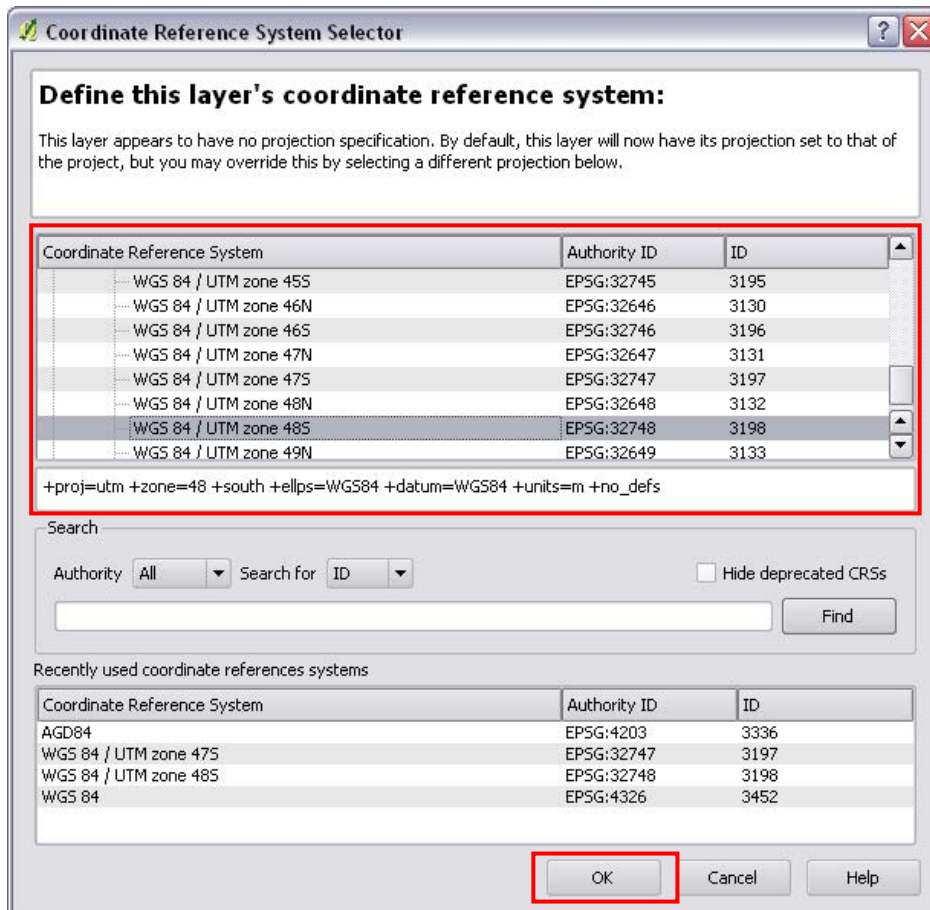 Coordinate Reference System Selector
Define this layer's coordinate reference system:
This layer appears to have no projection specification. By default, this layer will now have its projection set to that of
the project, but you may override this by selecting a different projection below.
Coordinate Reference System Authority ID ID
WGS 84 / UTM zone 45S EPSG:32745 3195
WGS 84 / UTM zone 46N EPSG:32646 3130
WGS 84 / UTM zone 46S EPSG:32746 3196
WGS 84 / UTM zone 47N EPSG:32647 3131
WGS 84 / UTM zone 47S EPSG:32747 3197
WGS 84 / UTM zone 48N EPSG:32648 3132
WGS 84 / UTM zone 48S EPSG:32748 3198
WGS 84 / UTM zone 49N EPSG:32649 3133
+proj=utm +zone=48 +south +ellps=WGS84 +datum=WGS84 +units=m +no_defs
Search
Authority All Search for ID Hide deprecated CRSs
Find
Recently used coordinate references systems
Coordinate Reference System Authority ID ID
AGD84 EPSG:4203 3336
WGS 84 / UTM zone 47S EPSG:32747 3197
WGS 84 / UTM zone 48S EPSG:32748 3198
WGS 84 EPSG:4326 3452
OK Cancel Help